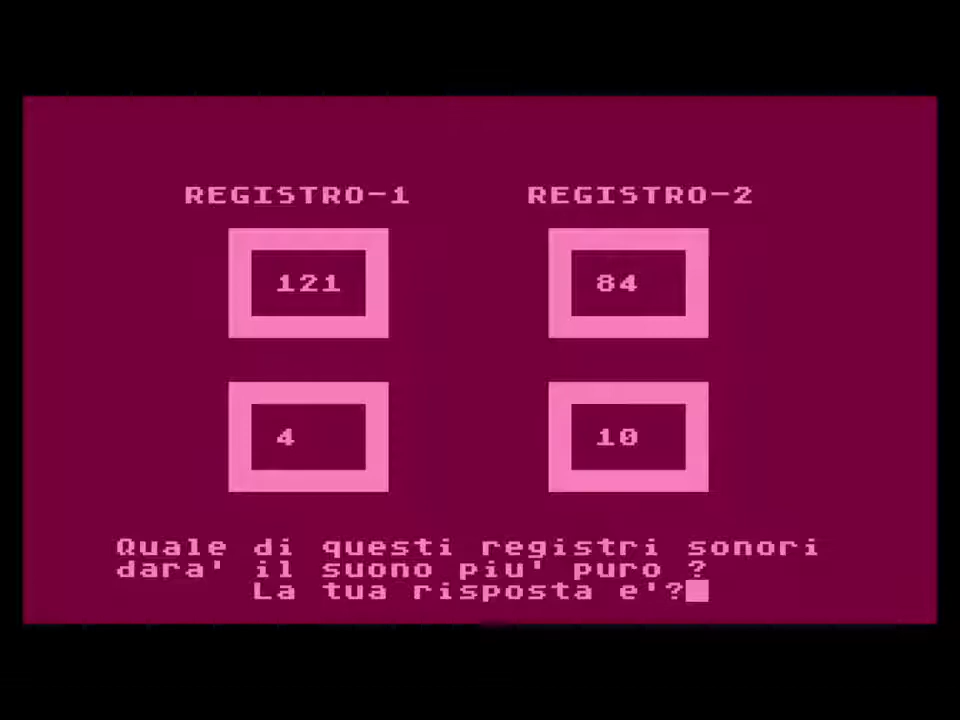 REGISTRO-1 REGISTRO-2
121 84
4 10
Quale di questi registri sonori
dara' il suono piu' puro ?
La tua risposta e'?